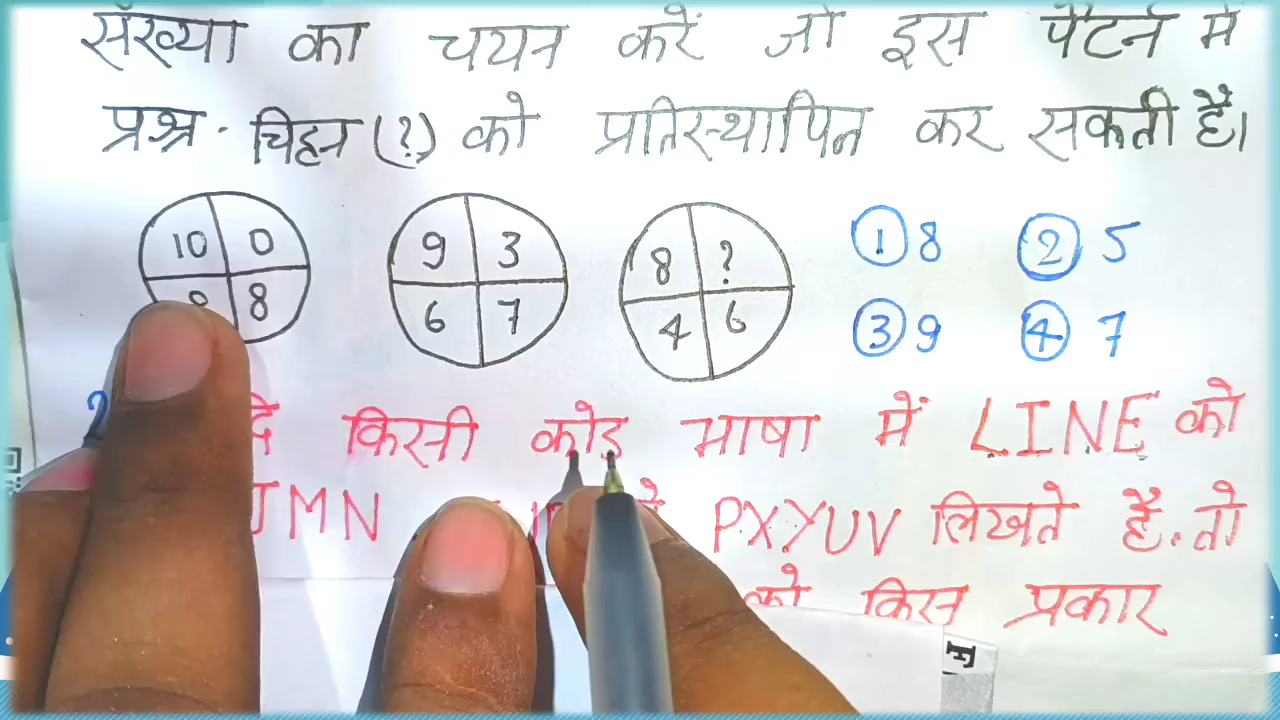 संख्या का चयन करें जो इस पैटर्न में
प्रश्न - चिह्न (?) को प्रतिस्थापित कर सकती है।
10 0 9 3 8 ? ① 8 ② 5
8 6 7 4 6 ③ 9 ④ 7
किसी कोड भाषा में LINE को
JMN PXYUV लिखते है. तो
को किस प्रकार
F